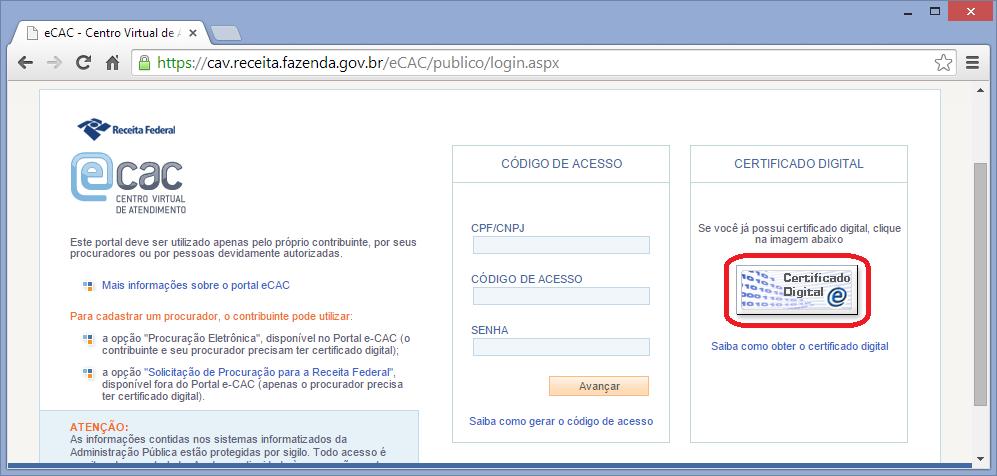 eCAC - Centro Virtual de A
https://cav.receita.fazenda.gov.br/eCAC/publico/login.aspx
Receita Federal
ecac
CENTRO VIRTUAL
DE ATENDIMENTO
Este portal deve ser utilizado apenas pelo próprio contribuinte, por seus
procuradores ou por pessoas devidamente autorizadas.
Mais informações sobre o portal eCAC
Para cadastrar um procurador, o contribuinte pode utilizar:
a opção "Procuração Eletrônica", disponível no Portal e-CAC (o
contribuinte e seu procurador precisam ter certificado digital);
a opção "Solicitação de Procuração para a Receita Federal",
disponível fora do Portal e-CAC (apenas o procurador precisa
ter certificado digital).
ATENÇÃO:
As informações contidas nos sistemas informatizados da
Administração Pública estão protegidas por sigilo. Todo acesso é
CÓDIGO DE ACESSO
CPF/CNPJ
CÓDIGO DE ACESSO
SENHA
Avançar
Saiba como gerar o código de acesso
CERTIFICADO DIGITAL
Se você já possui certificado digital, clique
na imagem abaixo
Certificado
Digital e
Saiba como obter o certificado digital